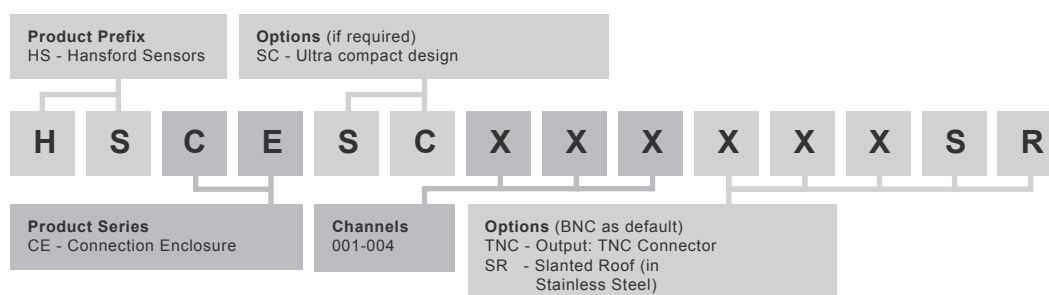 Product Prefix
HS - Hansford Sensors
Options (if required)
SC - Ultra compact design
H S C E S C X X X X X X S R
Product Series
CE - Connection Enclosure
Channels
001-004
Options (BNC as default)
TNC - Output: TNC Connector
SR - Slanted Roof (in
Stainless Steel)